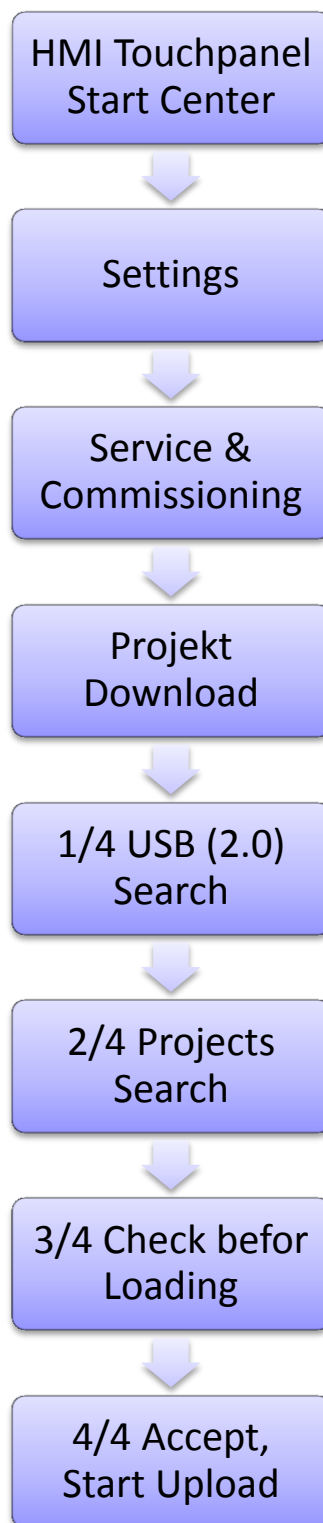 HMI Touchpanel
Start Center
Settings
Service &
Commissioning
Projekt
Download
1/4 USB (2.0)
Search
2/4 Projects
Search
3/4 Check befor
Loading
4/4 Accept,
Start Upload